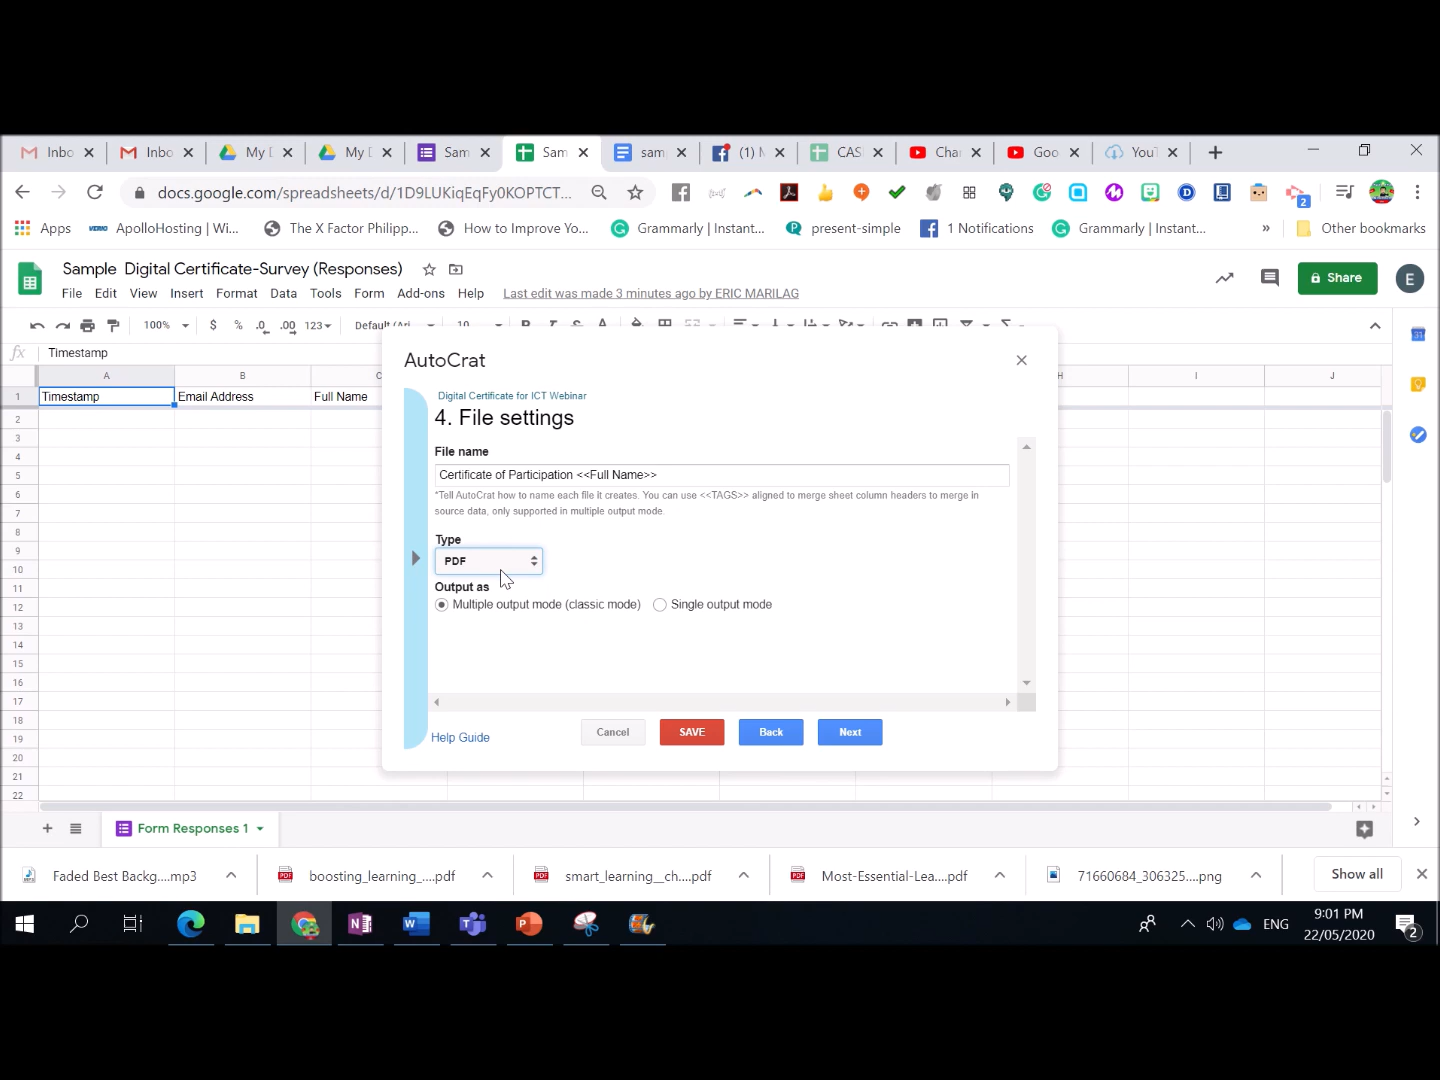 Inbo
Inbo
My D
My D
Sam
Sam
sam
(1) M
CAS
Cha
Goo
YouT
docs.google.com/spreadsheets/d/1D9LUKiqEqFy0KOPTCT...
2
Apps
ApolloHosting | Wi...
The X Factor Philipp...
How to Improve Yo...
Grammarly | Instant...
present-simple
1 Notifications
Grammarly | Instant...
»
Other bookmarks
Sample Digital Certificate-Survey (Responses)
File Edit View Insert Format Data Tools Form Add-ons Help Last edit was made 3 minutes ago by ERIC MARILAG
Share
E
100% $ % .0 .00 123 Default (Ari... 10
fx Timestamp
A B C H I J
1 Timestamp Email Address Full Name
2
3
4
5
6
7
8
9
10
11
12
13
14
15
16
17
18
19
20
21
22
AutoCrat
Digital Certificate for ICT Webinar
4. File settings
File name
Certificate of Participation <<Full Name>>
*Tell AutoCrat how to name each file it creates. You can use <<TAGS>> aligned to merge sheet column headers to merge in
source data, only supported in multiple output mode.
Type
PDF
Output as
Multiple output mode (classic mode) Single output mode
Help Guide
Cancel
SAVE
Back
Next
Form Responses 1
Faded Best Backg....mp3
boosting_learning_....pdf
smart_learning__ch....pdf
Most-Essential-Lea....pdf
71660684_306325....png
Show all
ENG
9:01 PM
22/05/2020
2